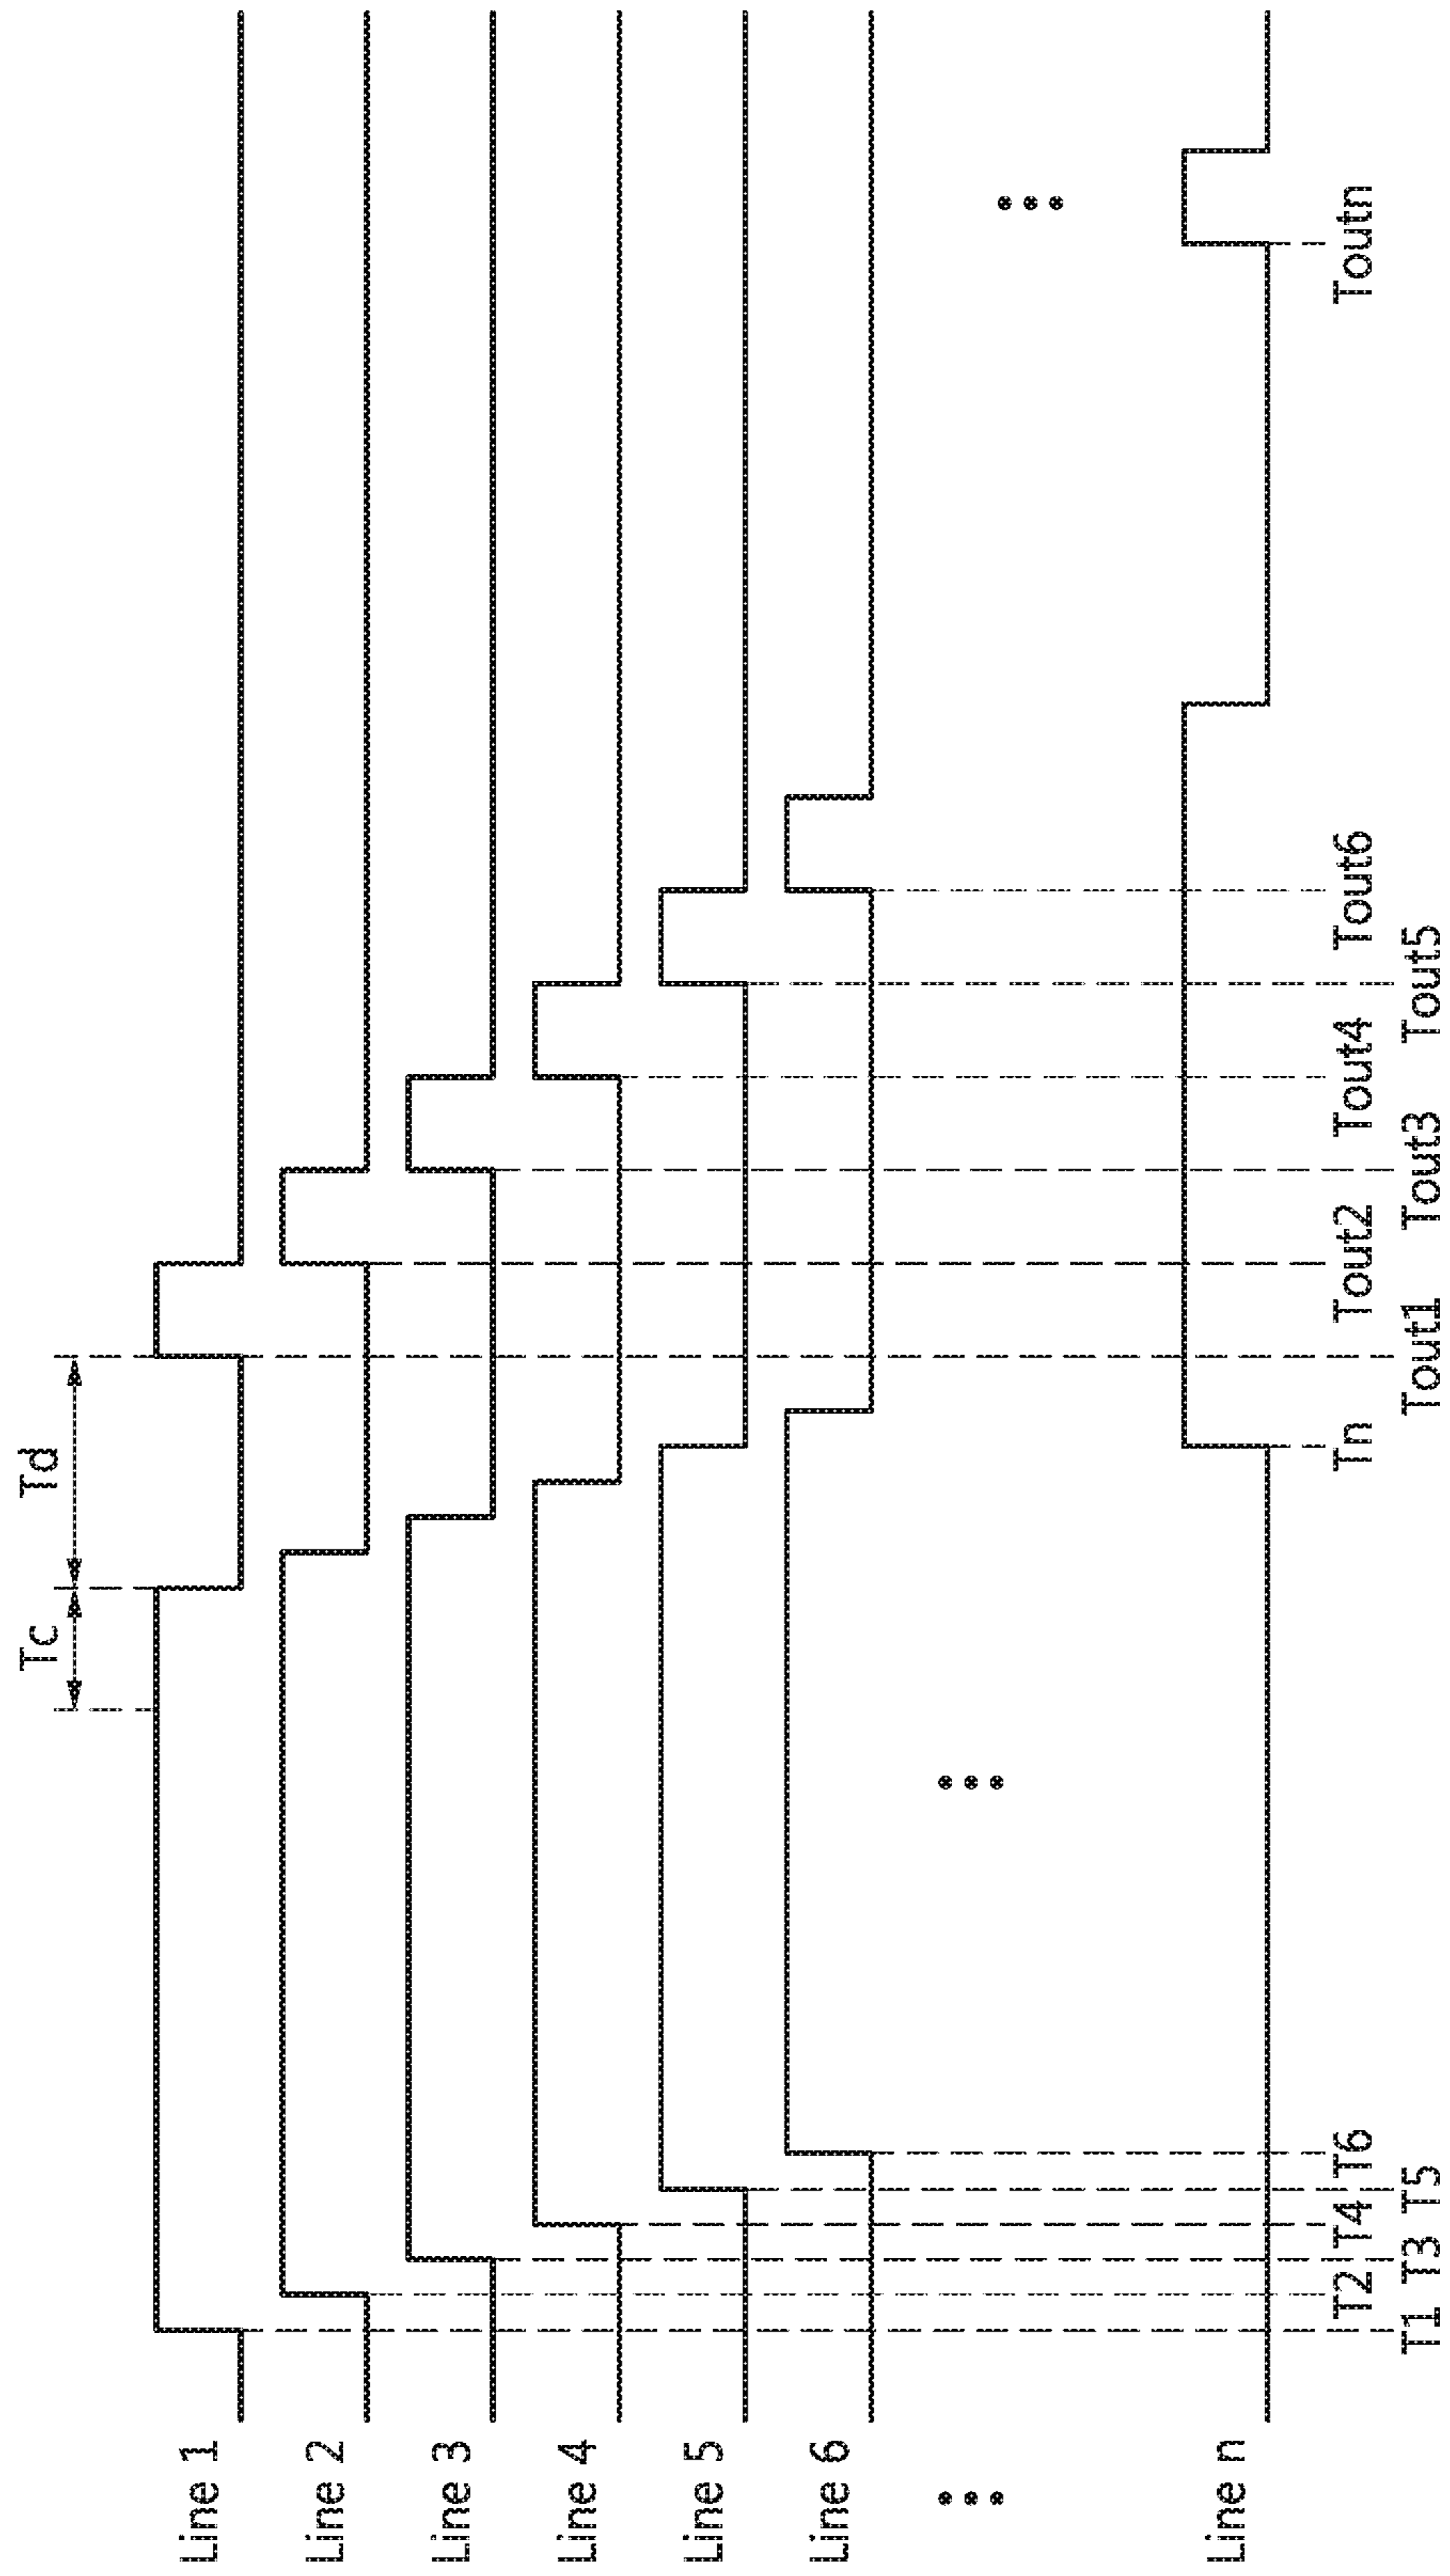 Tc Td
Line 1
Line 2
Line 3
Line 4
Line 5
Line 6
Line n
T2 T4 T6 Tn Tout2 Tout4 Tout6 Toutn
T1 T3 T5 Tout1 Tout3 Tout5